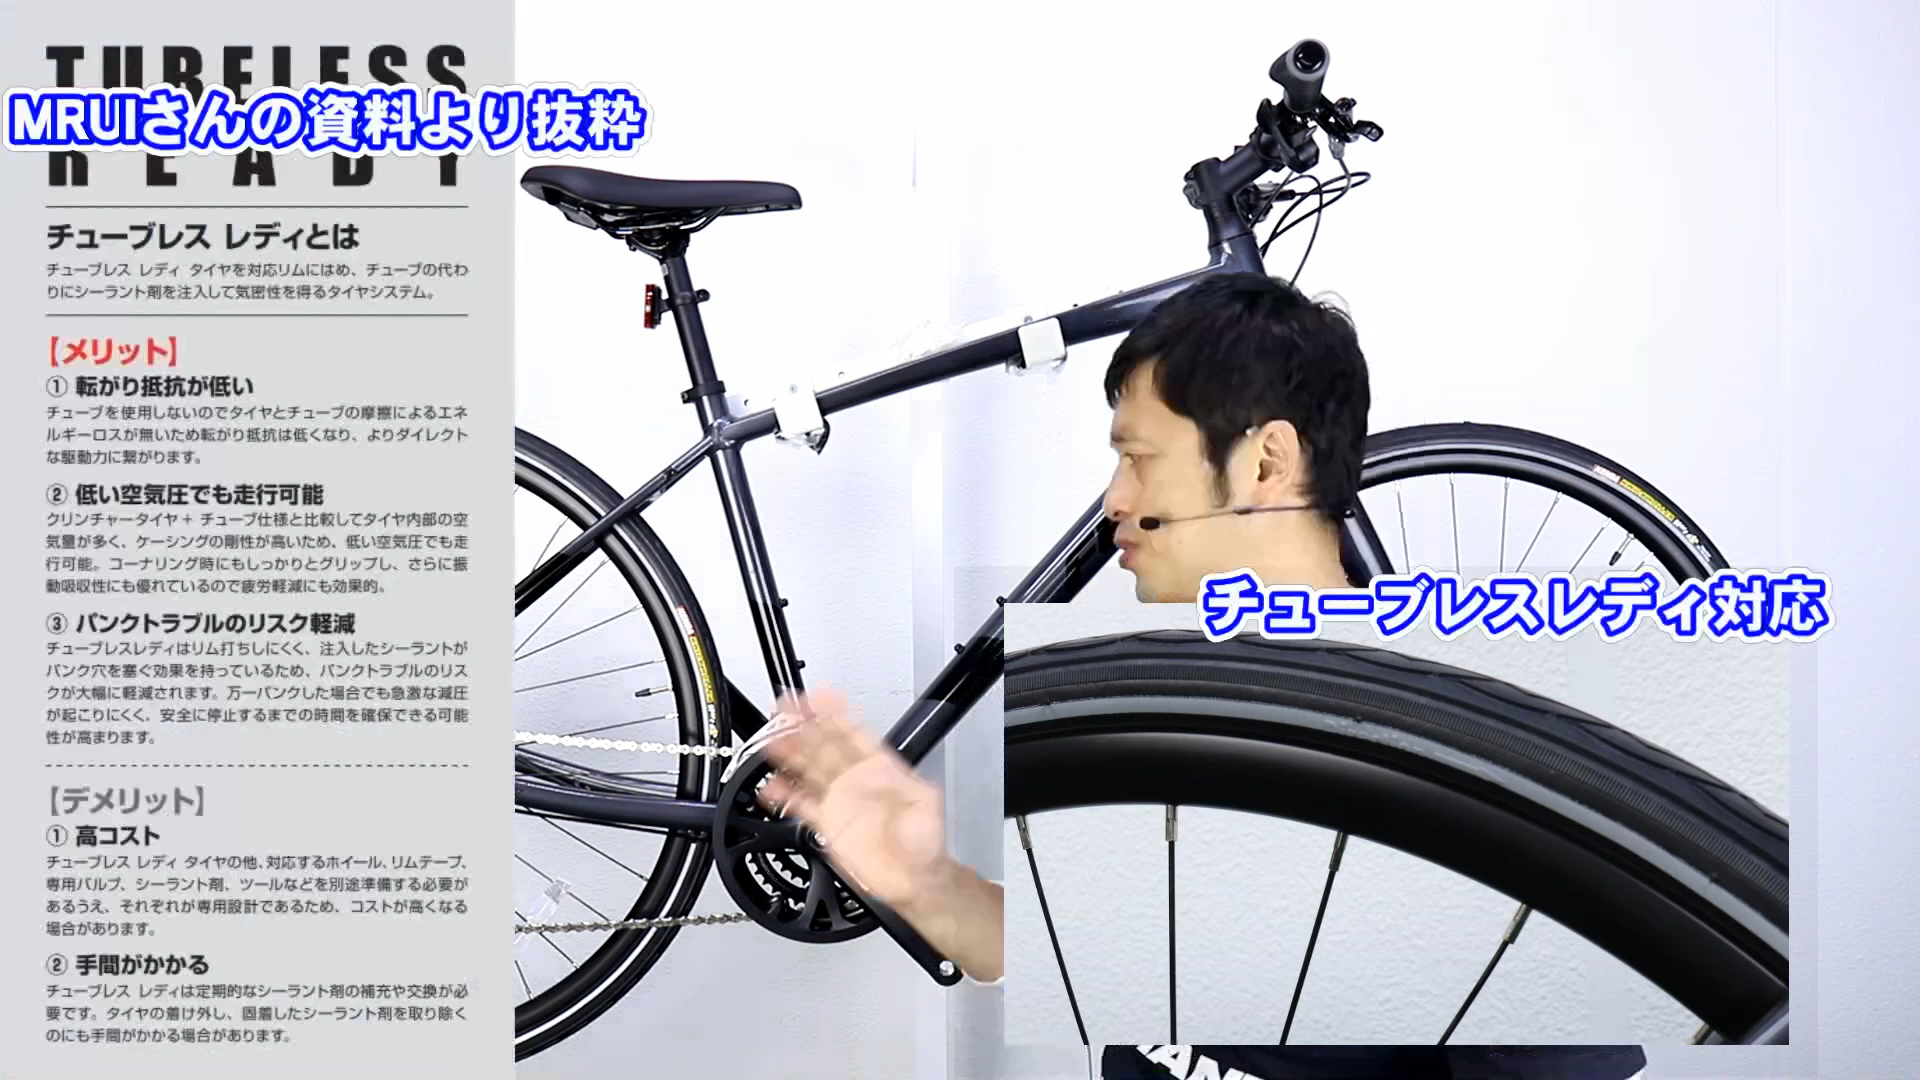 TUBELESS
MRUIさんの資料より抜粋
READY
チューブレス レディとは
チューブレス レディ タイヤを対応リムにはめ、チューブの代わ
りにシーラント剤を注入して気密性を得るタイヤシステム。
【メリット】
① 転がり抵抗が低い
チューブを使用しないのでタイヤとチューブの摩擦によるエネ
ルギーロスが無いため転がり抵抗は低くなり、よりダイレクト
な駆動力に繋がります。
② 低い空気圧でも走行可能
クリンチャータイヤ+ チューブ仕様と比較してタイヤ内部の空
気量が多く、ケーシングの剛性が高いため、低い空気圧でも走
行可能。コーナリング時にもしっかりとグリップし、さらに振
動吸収性にも優れているので疲労軽減にも効果的。
③ パンクトラブルのリスク軽減
チューブレスレディはリム打ちしにくく、注入したシーラントが
パンク穴を塞ぐ効果を持っているため、パンクトラブルのリス
クが大幅に軽減されます。万一パンクした場合でも急激な減圧
が起こりにくく、安全に停止するまでの時間を確保できる可能
性が高まります。
【デメリット】
① 高コスト
チューブレス レディ タイヤの他、対応するホイール、リムテープ、
専用バルブ、シーラント剤、ツールなどを別途準備する必要が
あるうえ、それぞれが専用設計であるため、コストが高くなる
場合があります。
② 手間がかかる
チューブレス レディは定期的なシーラント剤の補充や交換が必
要です。タイヤの着け外し、固着したシーラント剤を取り除く
のにも手間がかかる場合があります。
チューブレスレディ対応